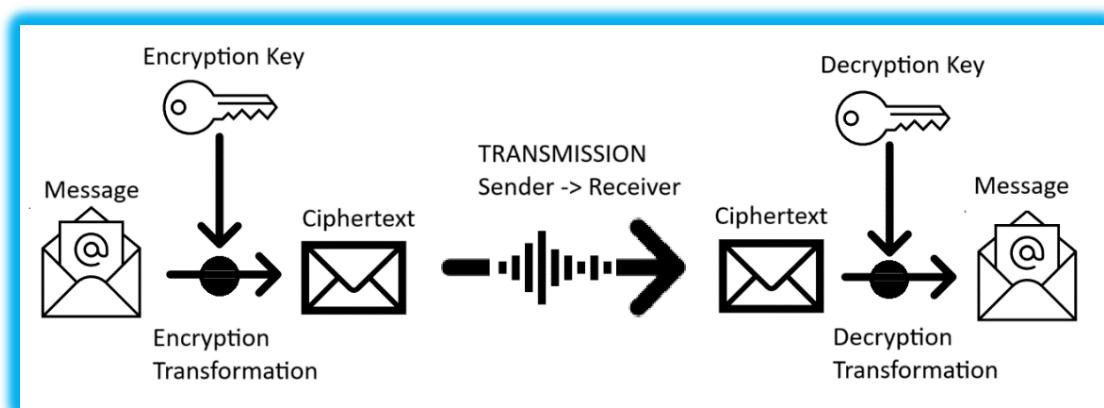 Encryption Key
Message
Encryption
Transformation
Ciphertext
TRANSMISSION
Sender -> Receiver
Ciphertext
Decryption Key
Decryption
Transformation
Message
@
@